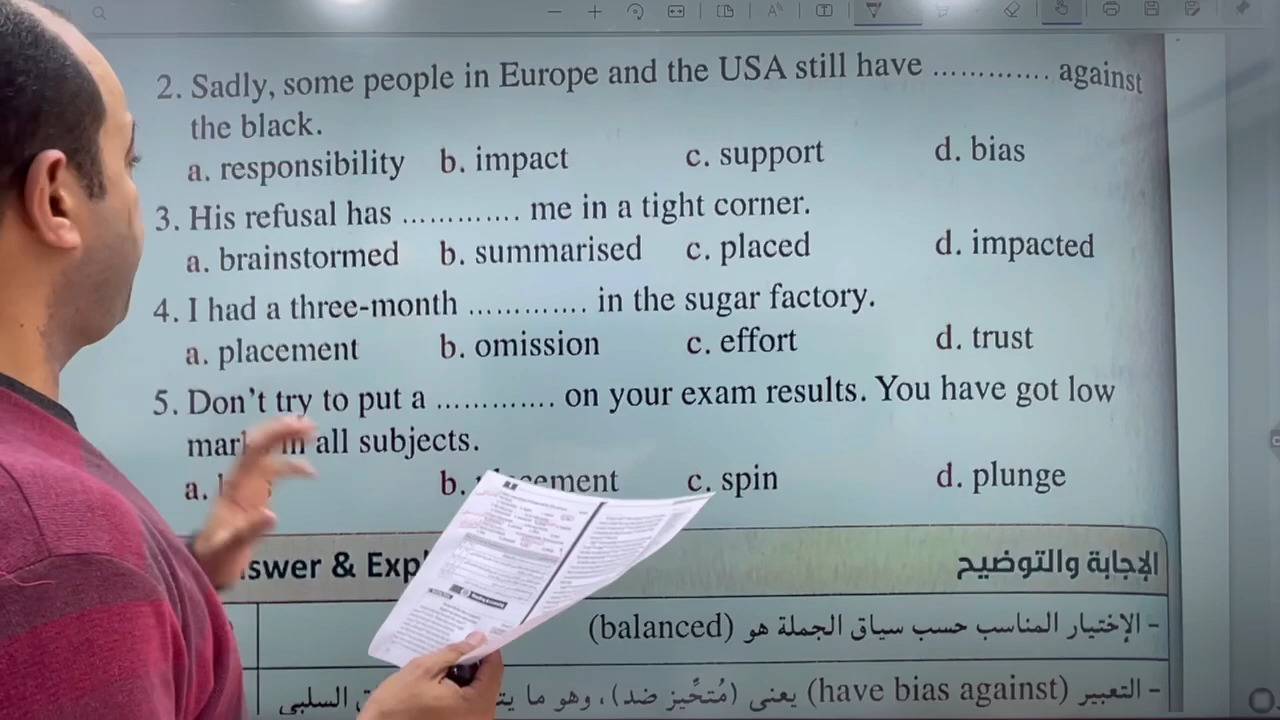 2. Sadly, some people in Europe and the USA still have ............. against
the black.
a. responsibility b. impact c. support d. bias
3. His refusal has ............. me in a tight corner.
a. brainstormed b. summarised c. placed d. impacted
4. I had a three-month ............. in the sugar factory.
a. placement b. omission c. effort d. trust
5. Don't try to put a ............. on your exam results. You have got low
in all subjects.
a. b. c. spin d. plunge
& الإجابة والتوضيح
- الإختيار المناسب حسب سياق الجملة هو (balanced)
- التعبير (have bias against) يعنى (مُتحَّيز ضد)، وهو ما السلبى